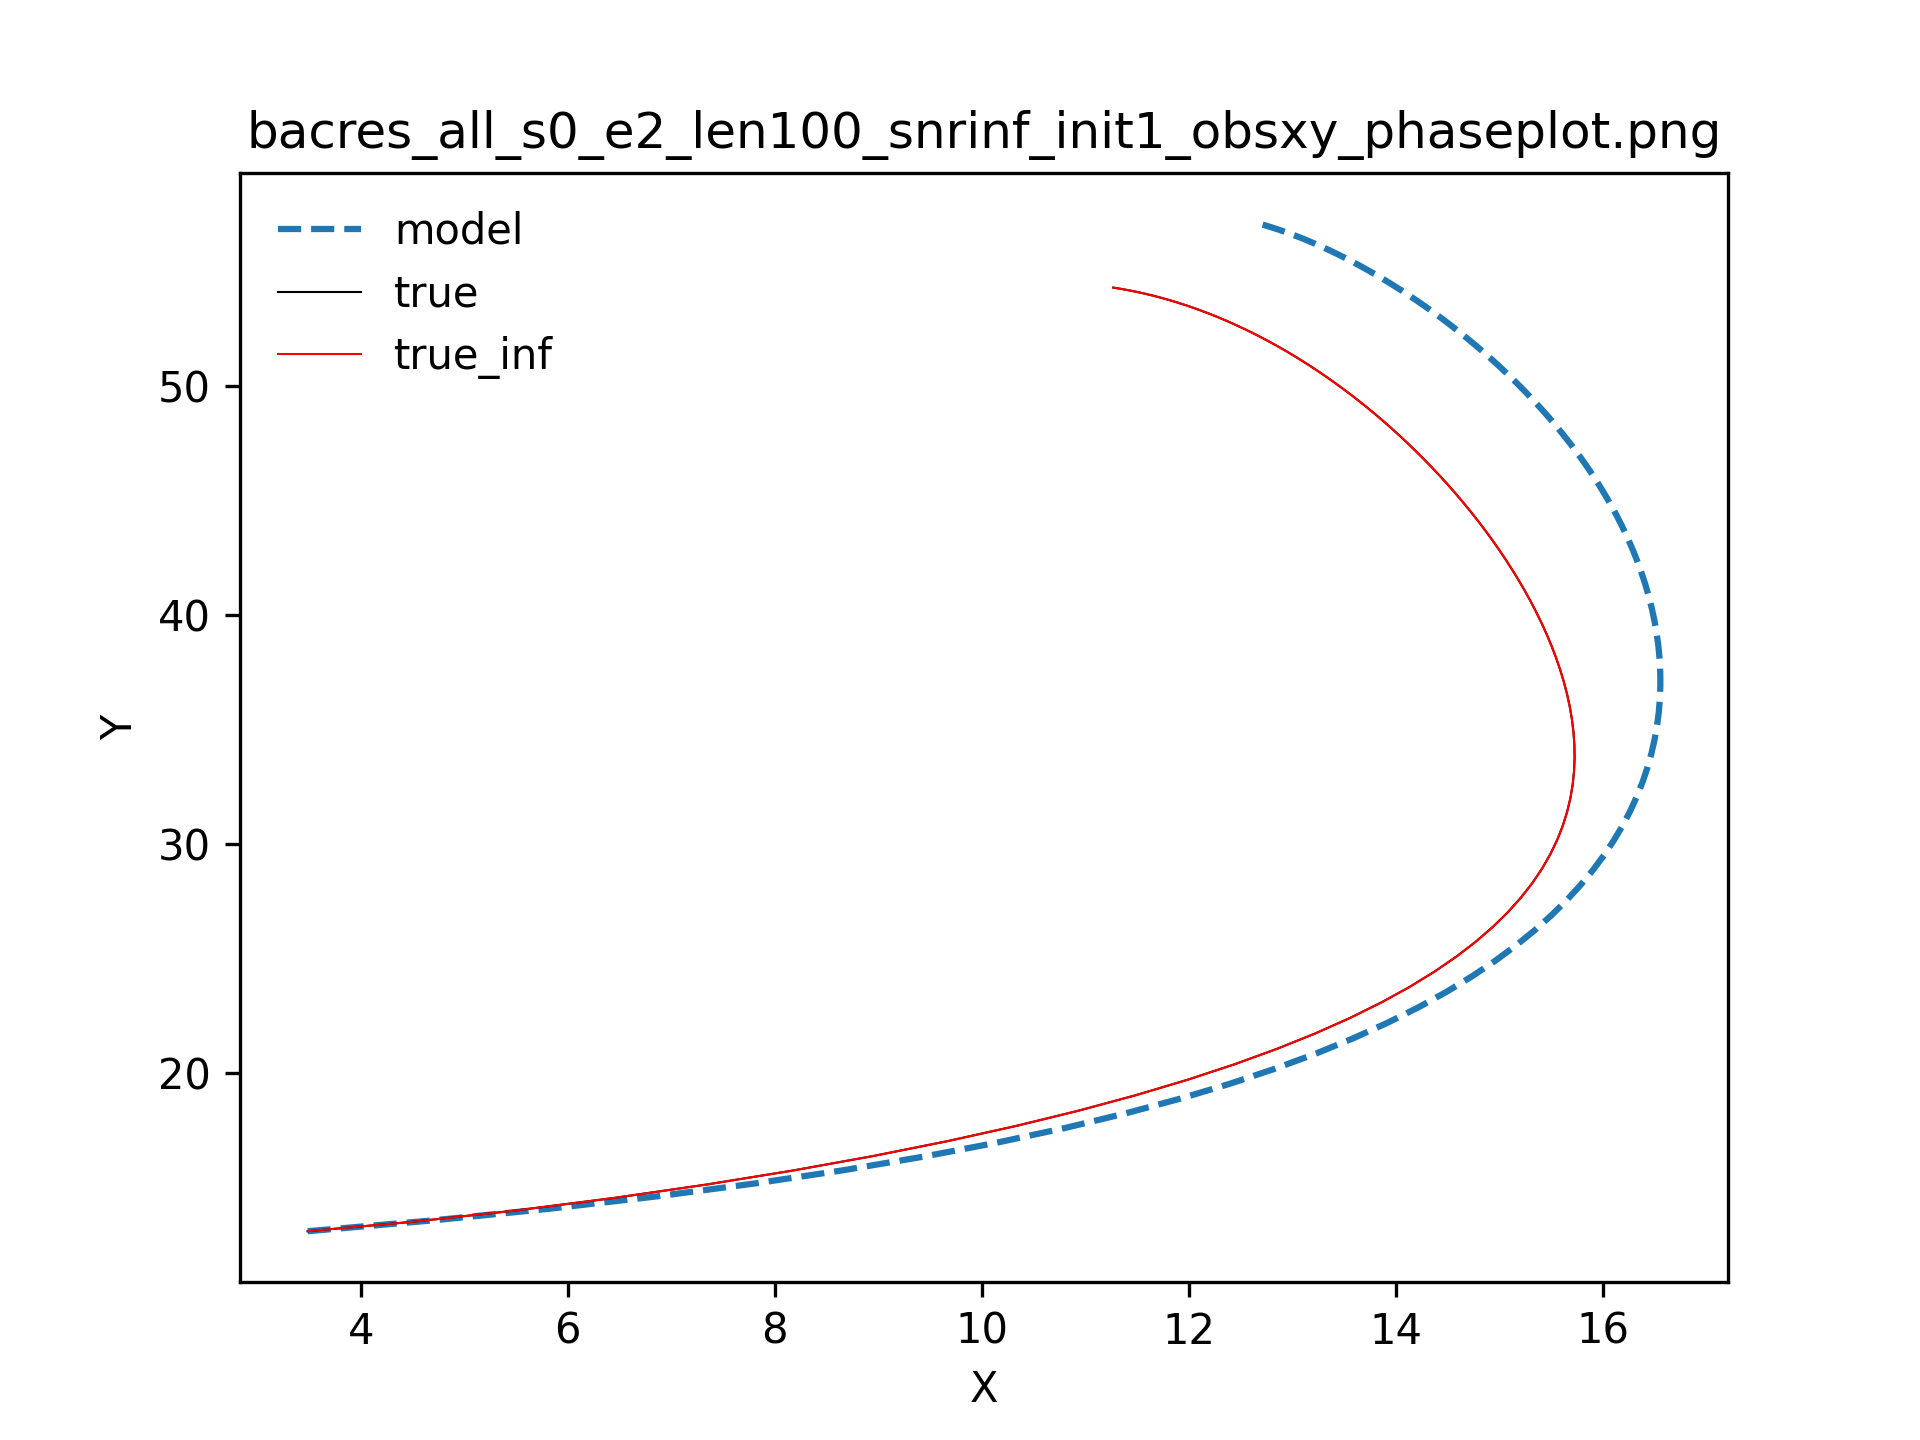 bacres_all_s0_e2_len100_snrinf_init1_obsxy_phaseplot.png
model
true
true_inf
50
40
30
20
Y
4 6 8 10 12 14 16
X